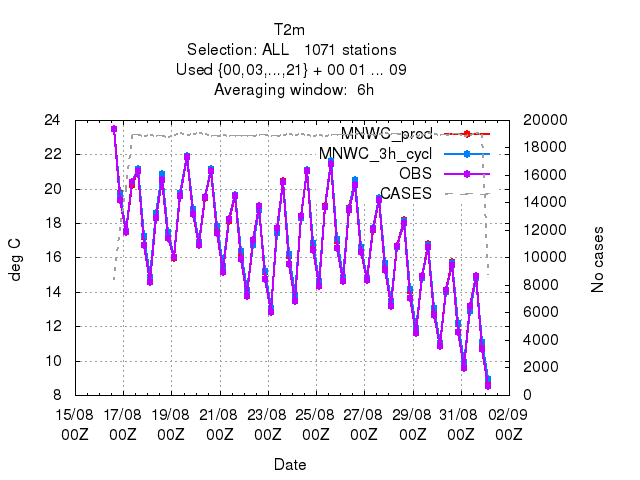 T2m
Selection: ALL 1071 stations
Used {00,03,...,21} + 00 01 ... 09
Averaging window: 6h
24
22
20
18
16
14
12
10
8
deg C
20000
18000
16000
14000
12000
10000
8000
6000
4000
2000
0
No cases
MNWC_prod
MNWC_3h_cycl
OBS
CASES
15/08 17/08 19/08 21/08 23/08 25/08 27/08 29/08 31/08 02/09
00Z 00Z 00Z 00Z 00Z 00Z 00Z 00Z 00Z 00Z
Date